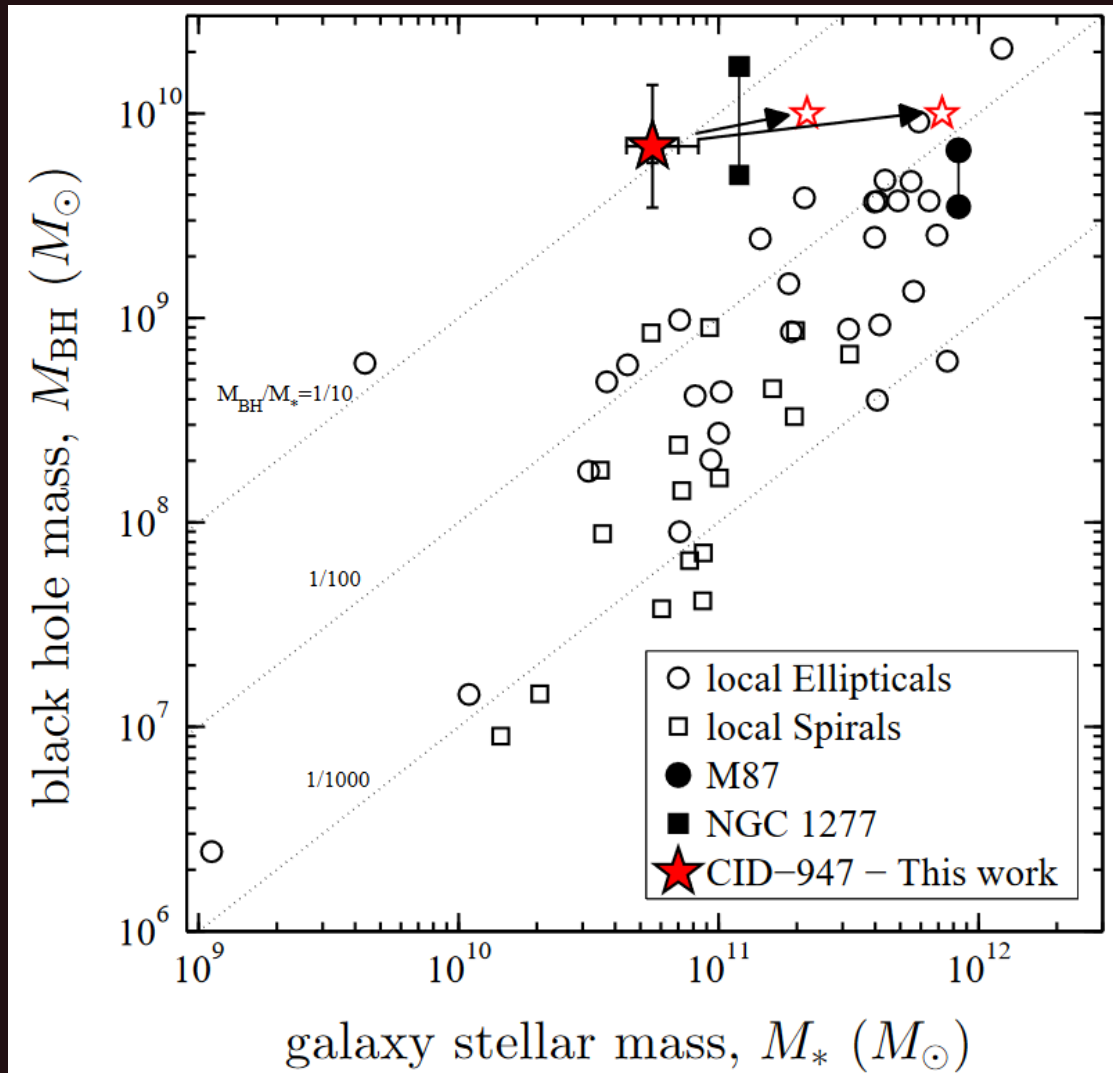 black hole mass, M_BH (M_☉)
10^10
10^9
10^8
10^7
10^6
M_BH/M_*=1/10
1/100
1/1000
local Ellipticals
local Spirals
M87
NGC 1277
CID−947 − This work
10^9
10^10
10^11
10^12
galaxy stellar mass, M_* (M_☉)